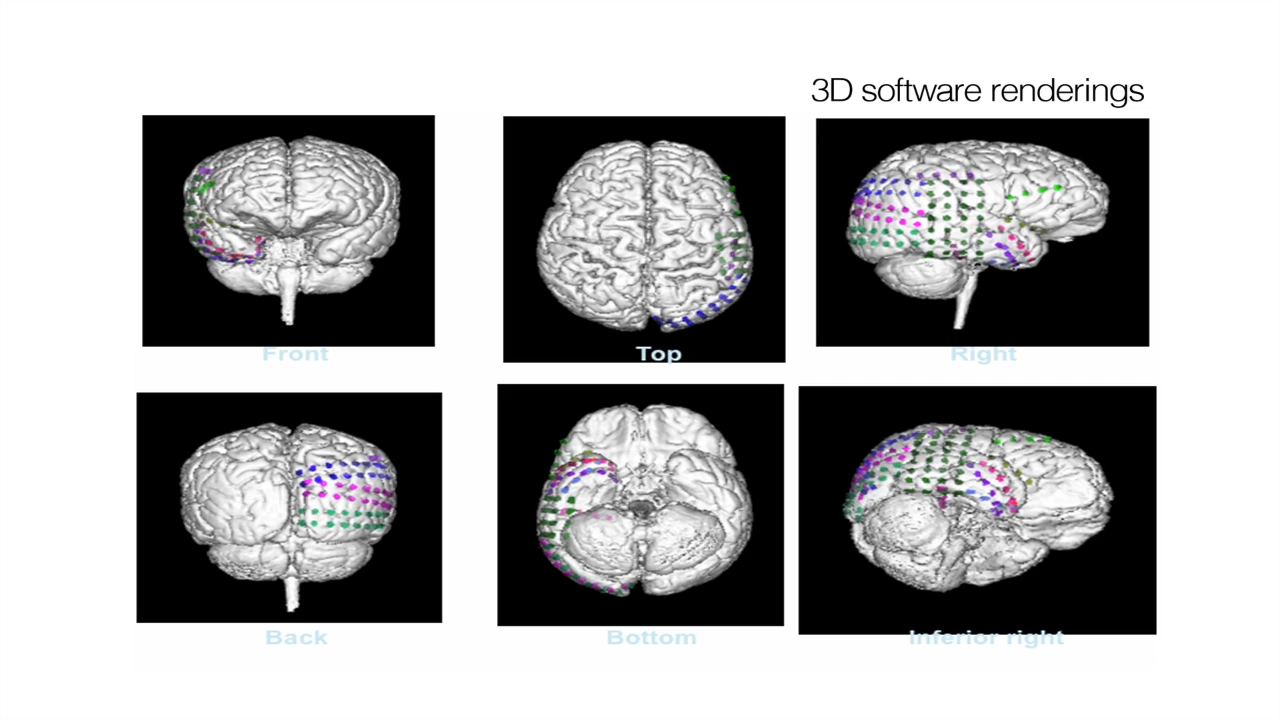 3D software renderings
Front
Top
Right
Back
Bottom
Inferior right